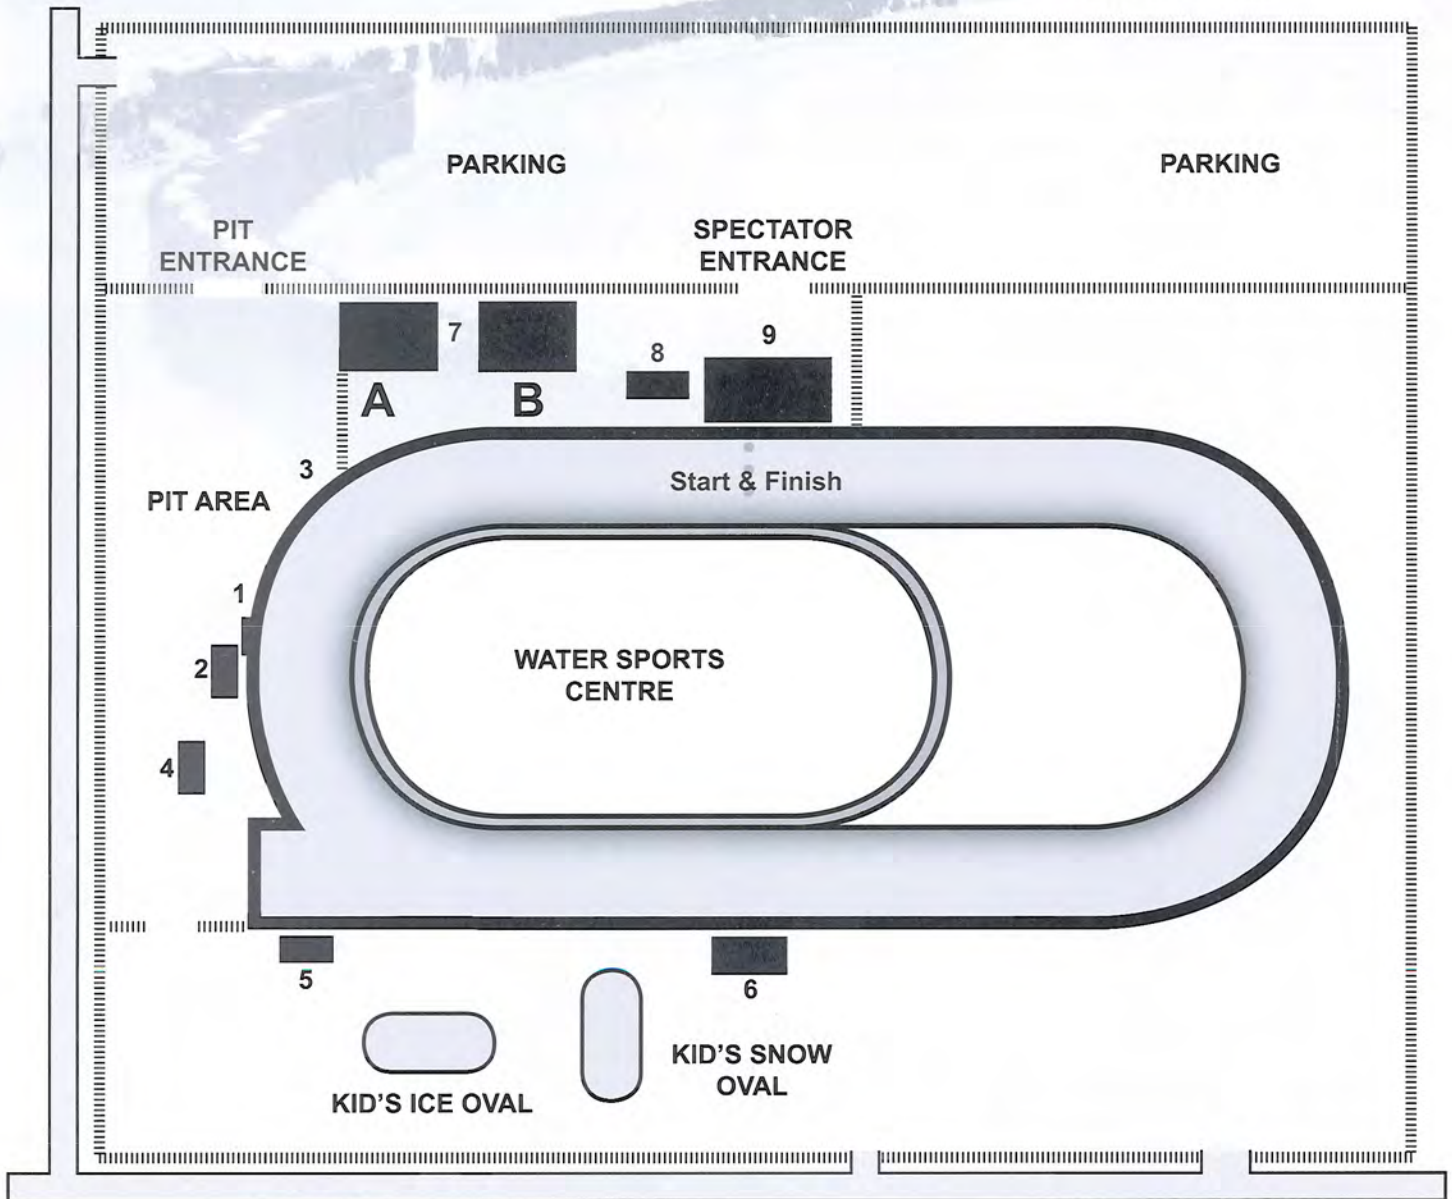 PARKING
PARKING
PIT
ENTRANCE
SPECTATOR
ENTRANCE
7
8
9
A
B
3
PIT AREA
Start & Finish
1
2
WATER SPORTS
CENTRE
4
5
6
KID'S SNOW
OVAL
KID'S ICE OVAL